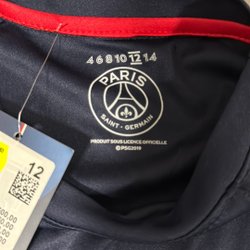 4 6 8 10 12 14
PARIS
SAINT - GERMAIN
PRODUIT SOUS LICENCE OFFICIELLE
©PSG2019
12